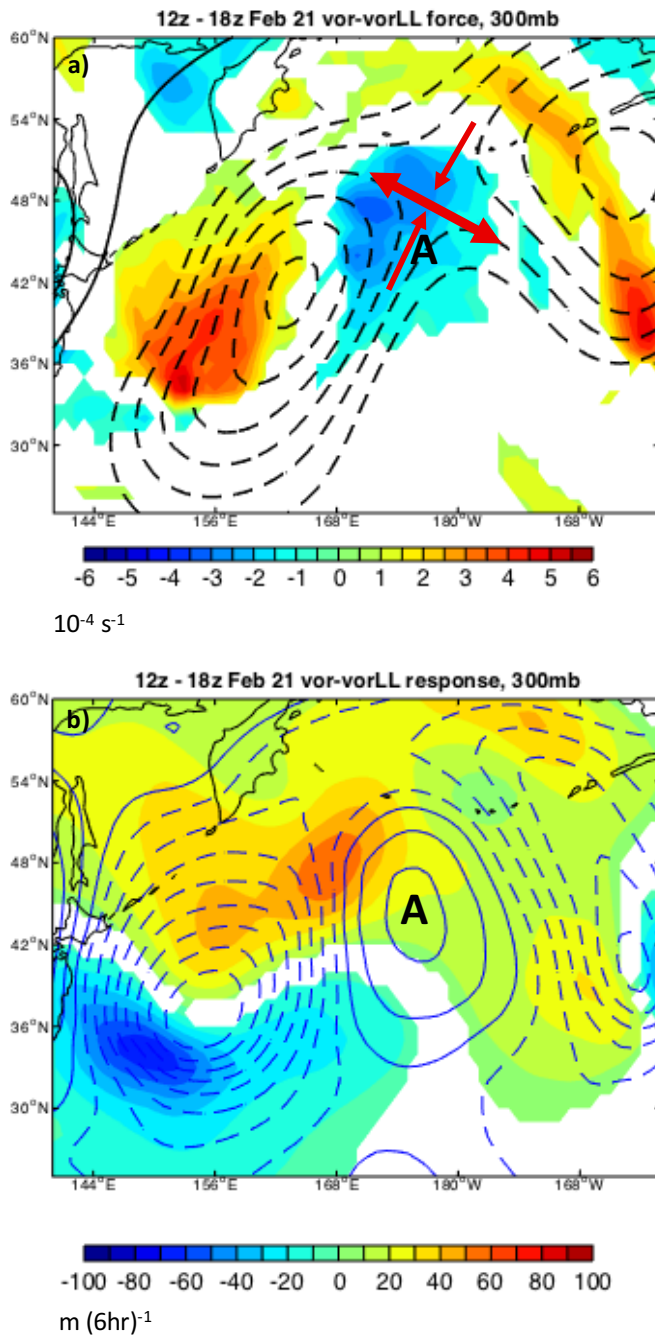 12z - 18z Feb 21 vor-vorLL force, 300mb
60°N
a)
54°N
48°N
A
42°N
36°N
30°N
144°E 156°E 168°E 180°W 168°W
-6 -5 -4 -3 -2 -1 0 1 2 3 4 5 6
10-4 s-1
12z - 18z Feb 21 vor-vorLL response, 300mb
60°N
b)
54°N
48°N
A
42°N
36°N
30°N
144°E 156°E 168°E 180°W 168°W
-100 -80 -60 -40 -20 0 20 40 60 80 100
m (6hr)-1